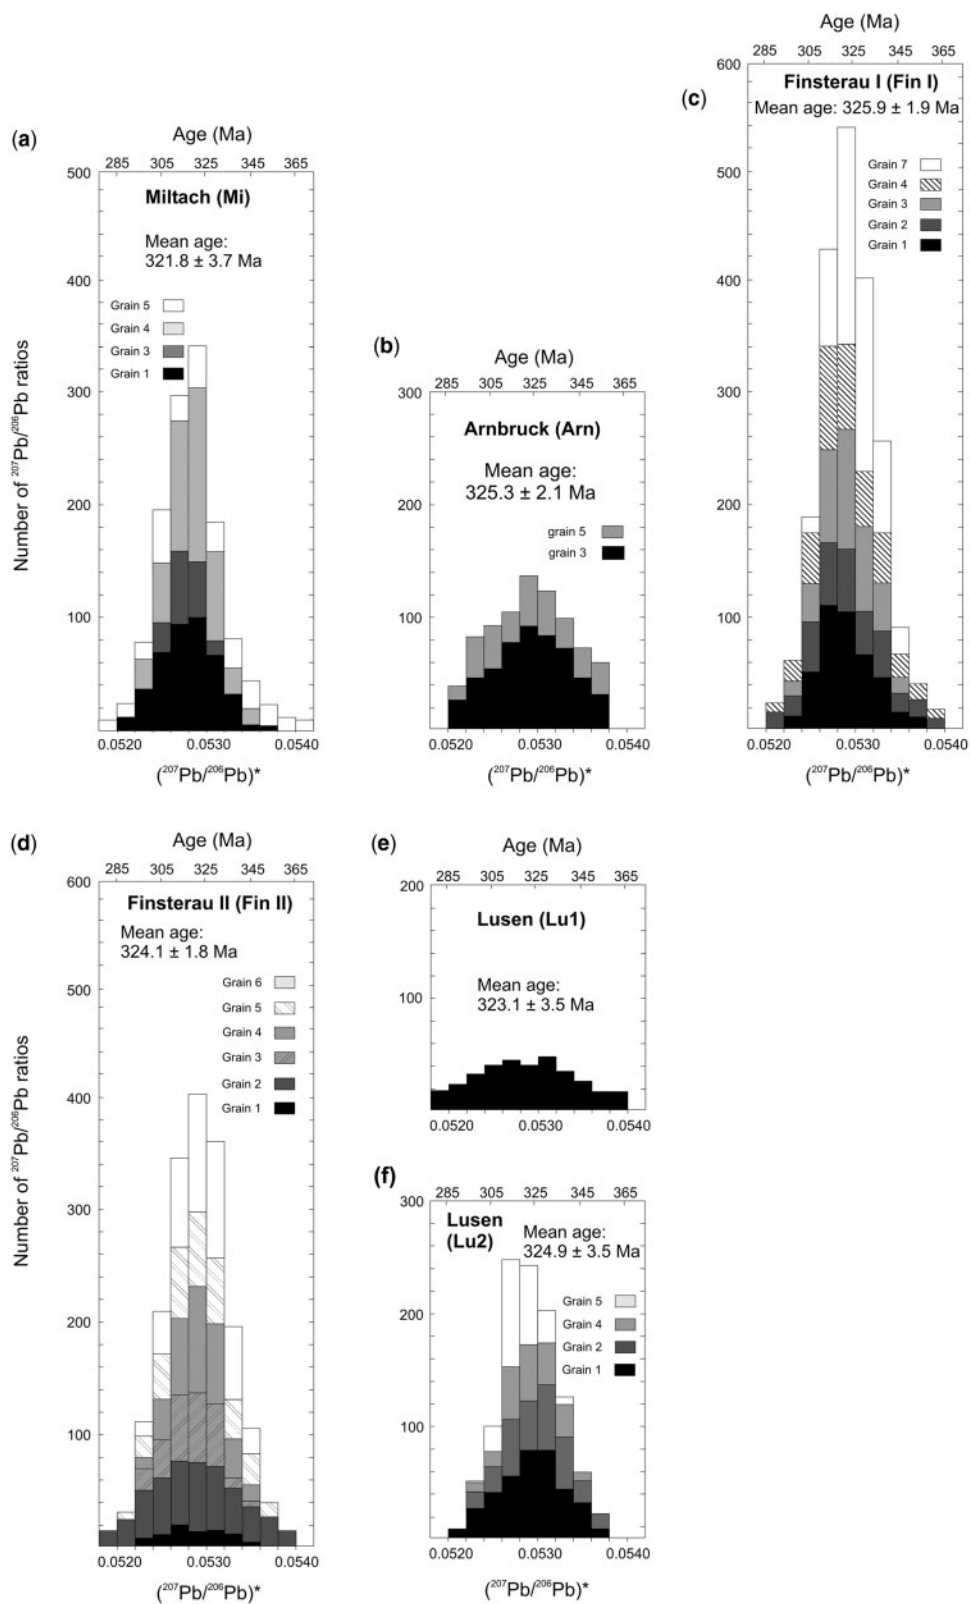 (a)
Age (Ma)
285 305 325 345 365
500
400
300
200
100
Number of ²⁰⁷Pb/²⁰⁶Pb ratios
Miltach (Mi)
Mean age:
321.8 ± 3.7 Ma
Grain 5
Grain 4
Grain 3
Grain 1
0.0520 0.0530 0.0540
(²⁰⁷Pb/²⁰⁶Pb)*
(b)
Age (Ma)
285 305 325 345 365
300
200
100
Arnbruck (Arn)
Mean age:
325.3 ± 2.1 Ma
grain 5
grain 3
0.0520 0.0530 0.0540
(²⁰⁷Pb/²⁰⁶Pb)*
(c)
Age (Ma)
285 305 325 345 365
600
500
400
300
200
100
Finsterau I (Fin I)
Mean age: 325.9 ± 1.9 Ma
Grain 7
Grain 4
Grain 3
Grain 2
Grain 1
0.0520 0.0530 0.0540
(²⁰⁷Pb/²⁰⁶Pb)*
(d)
Age (Ma)
285 305 325 345 365
600
500
400
300
200
100
Number of ²⁰⁷Pb/²⁰⁶Pb ratios
Finsterau II (Fin II)
Mean age:
324.1 ± 1.8 Ma
Grain 6
Grain 5
Grain 4
Grain 3
Grain 2
Grain 1
0.0520 0.0530 0.0540
(²⁰⁷Pb/²⁰⁶Pb)*
(e)
Age (Ma)
285 305 325 345 365
200
100
Lusen (Lu1)
Mean age:
323.1 ± 3.5 Ma
0.0520 0.0530 0.0540
(f)
285 305 325 345 365
300
200
100
Lusen
(Lu2)
Mean age:
324.9 ± 3.5 Ma
Grain 5
Grain 4
Grain 2
Grain 1
0.0520 0.0530 0.0540
(²⁰⁷Pb/²⁰⁶Pb)*